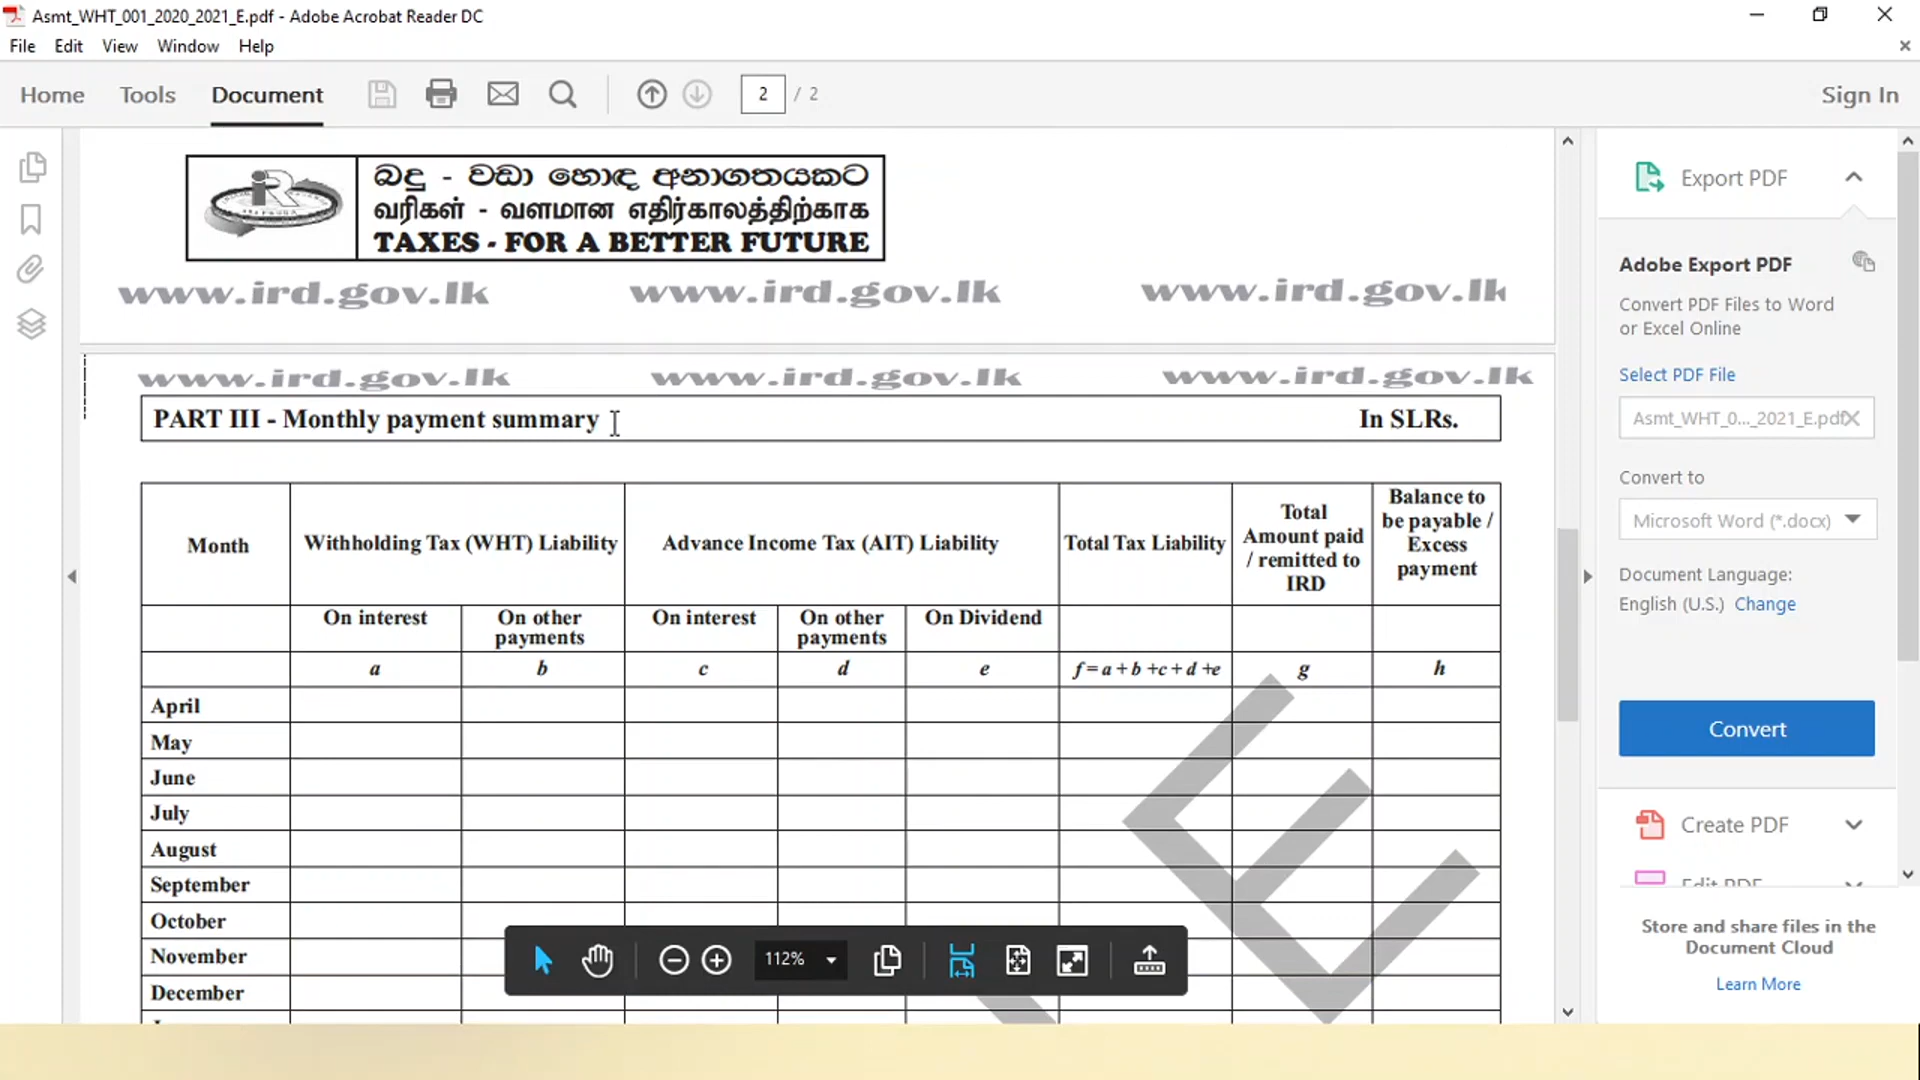 Asmt_WHT_001_2020_2021_E.pdf - Adobe Acrobat Reader DC
File Edit View Window Help
Home Tools Document 2 / 2 Sign In
බදු - වඩා හොඳ අනාගතයකට
வரிகள் - வளமான எதிர்காலத்திற்காக
TAXES - FOR A BETTER FUTURE
www.ird.gov.lk www.ird.gov.lk www.ird.gov.lk
www.ird.gov.lk www.ird.gov.lk www.ird.gov.lk
PART III - Monthly payment summary In SLRs.
Month
Withholding Tax (WHT) Liability
Advance Income Tax (AIT) Liability
Total Tax Liability
Total
Amount paid
/ remitted to
IRD
Balance to
be payable /
Excess
payment
On interest
On other
payments
On interest
On other
payments
On Dividend
a b c d e f = a + b +c + d +e g h
April
May
June
July
August
September
October
November
December
112%
Export PDF
Adobe Export PDF
Convert PDF Files to Word
or Excel Online
Select PDF File
Asmt_WHT_0..._2021_E.pdf
Convert to
Microsoft Word (*.docx)
Document Language:
English (U.S.) Change
Convert
Create PDF
Edit PDF
Store and share files in the
Document Cloud
Learn More